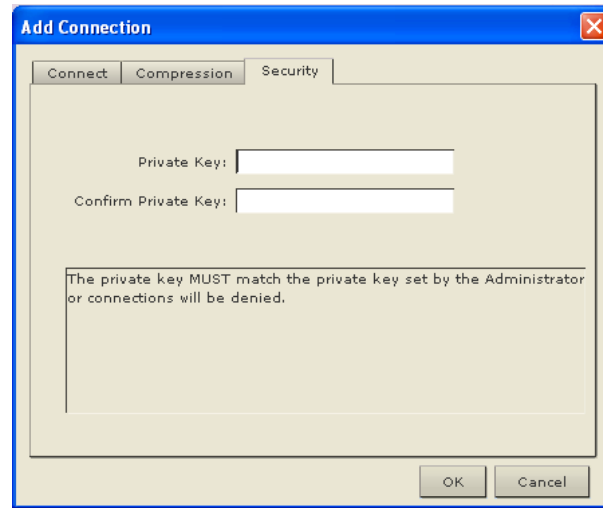 Add Connection
Connect Compression Security
Private Key:
Confirm Private Key:
The private key MUST match the private key set by the Administrator
or connections will be denied.
OK Cancel